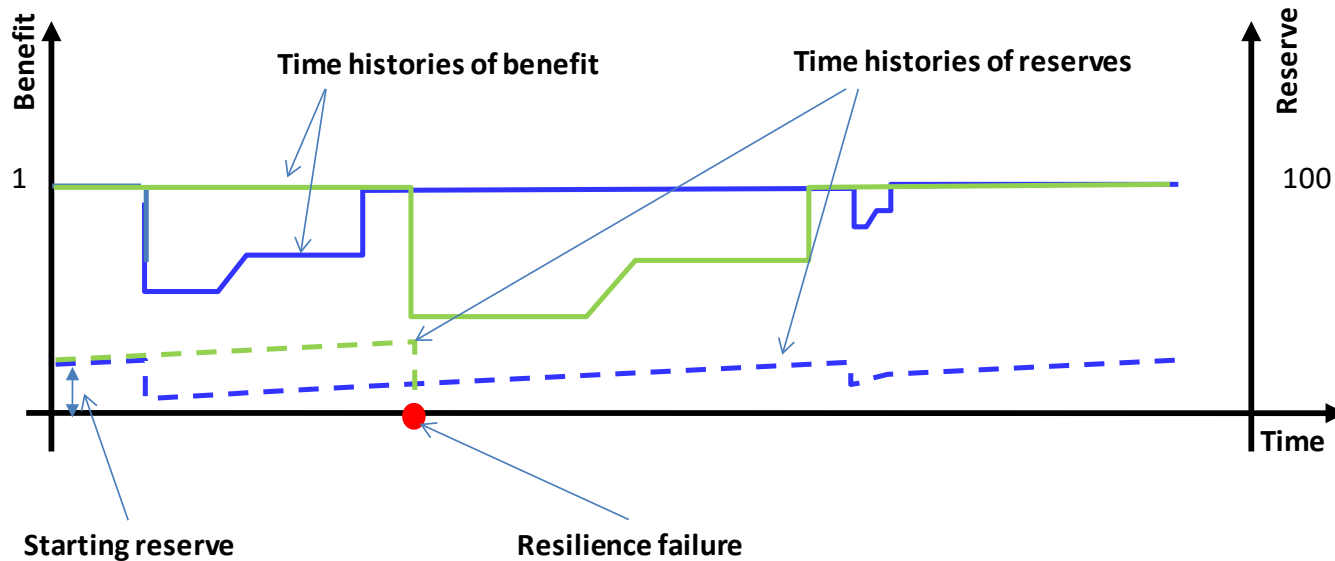 Benefit
Reserve
Time histories of benefit
Time histories of reserves
1
100
Time
Starting reserve
Resilience failure